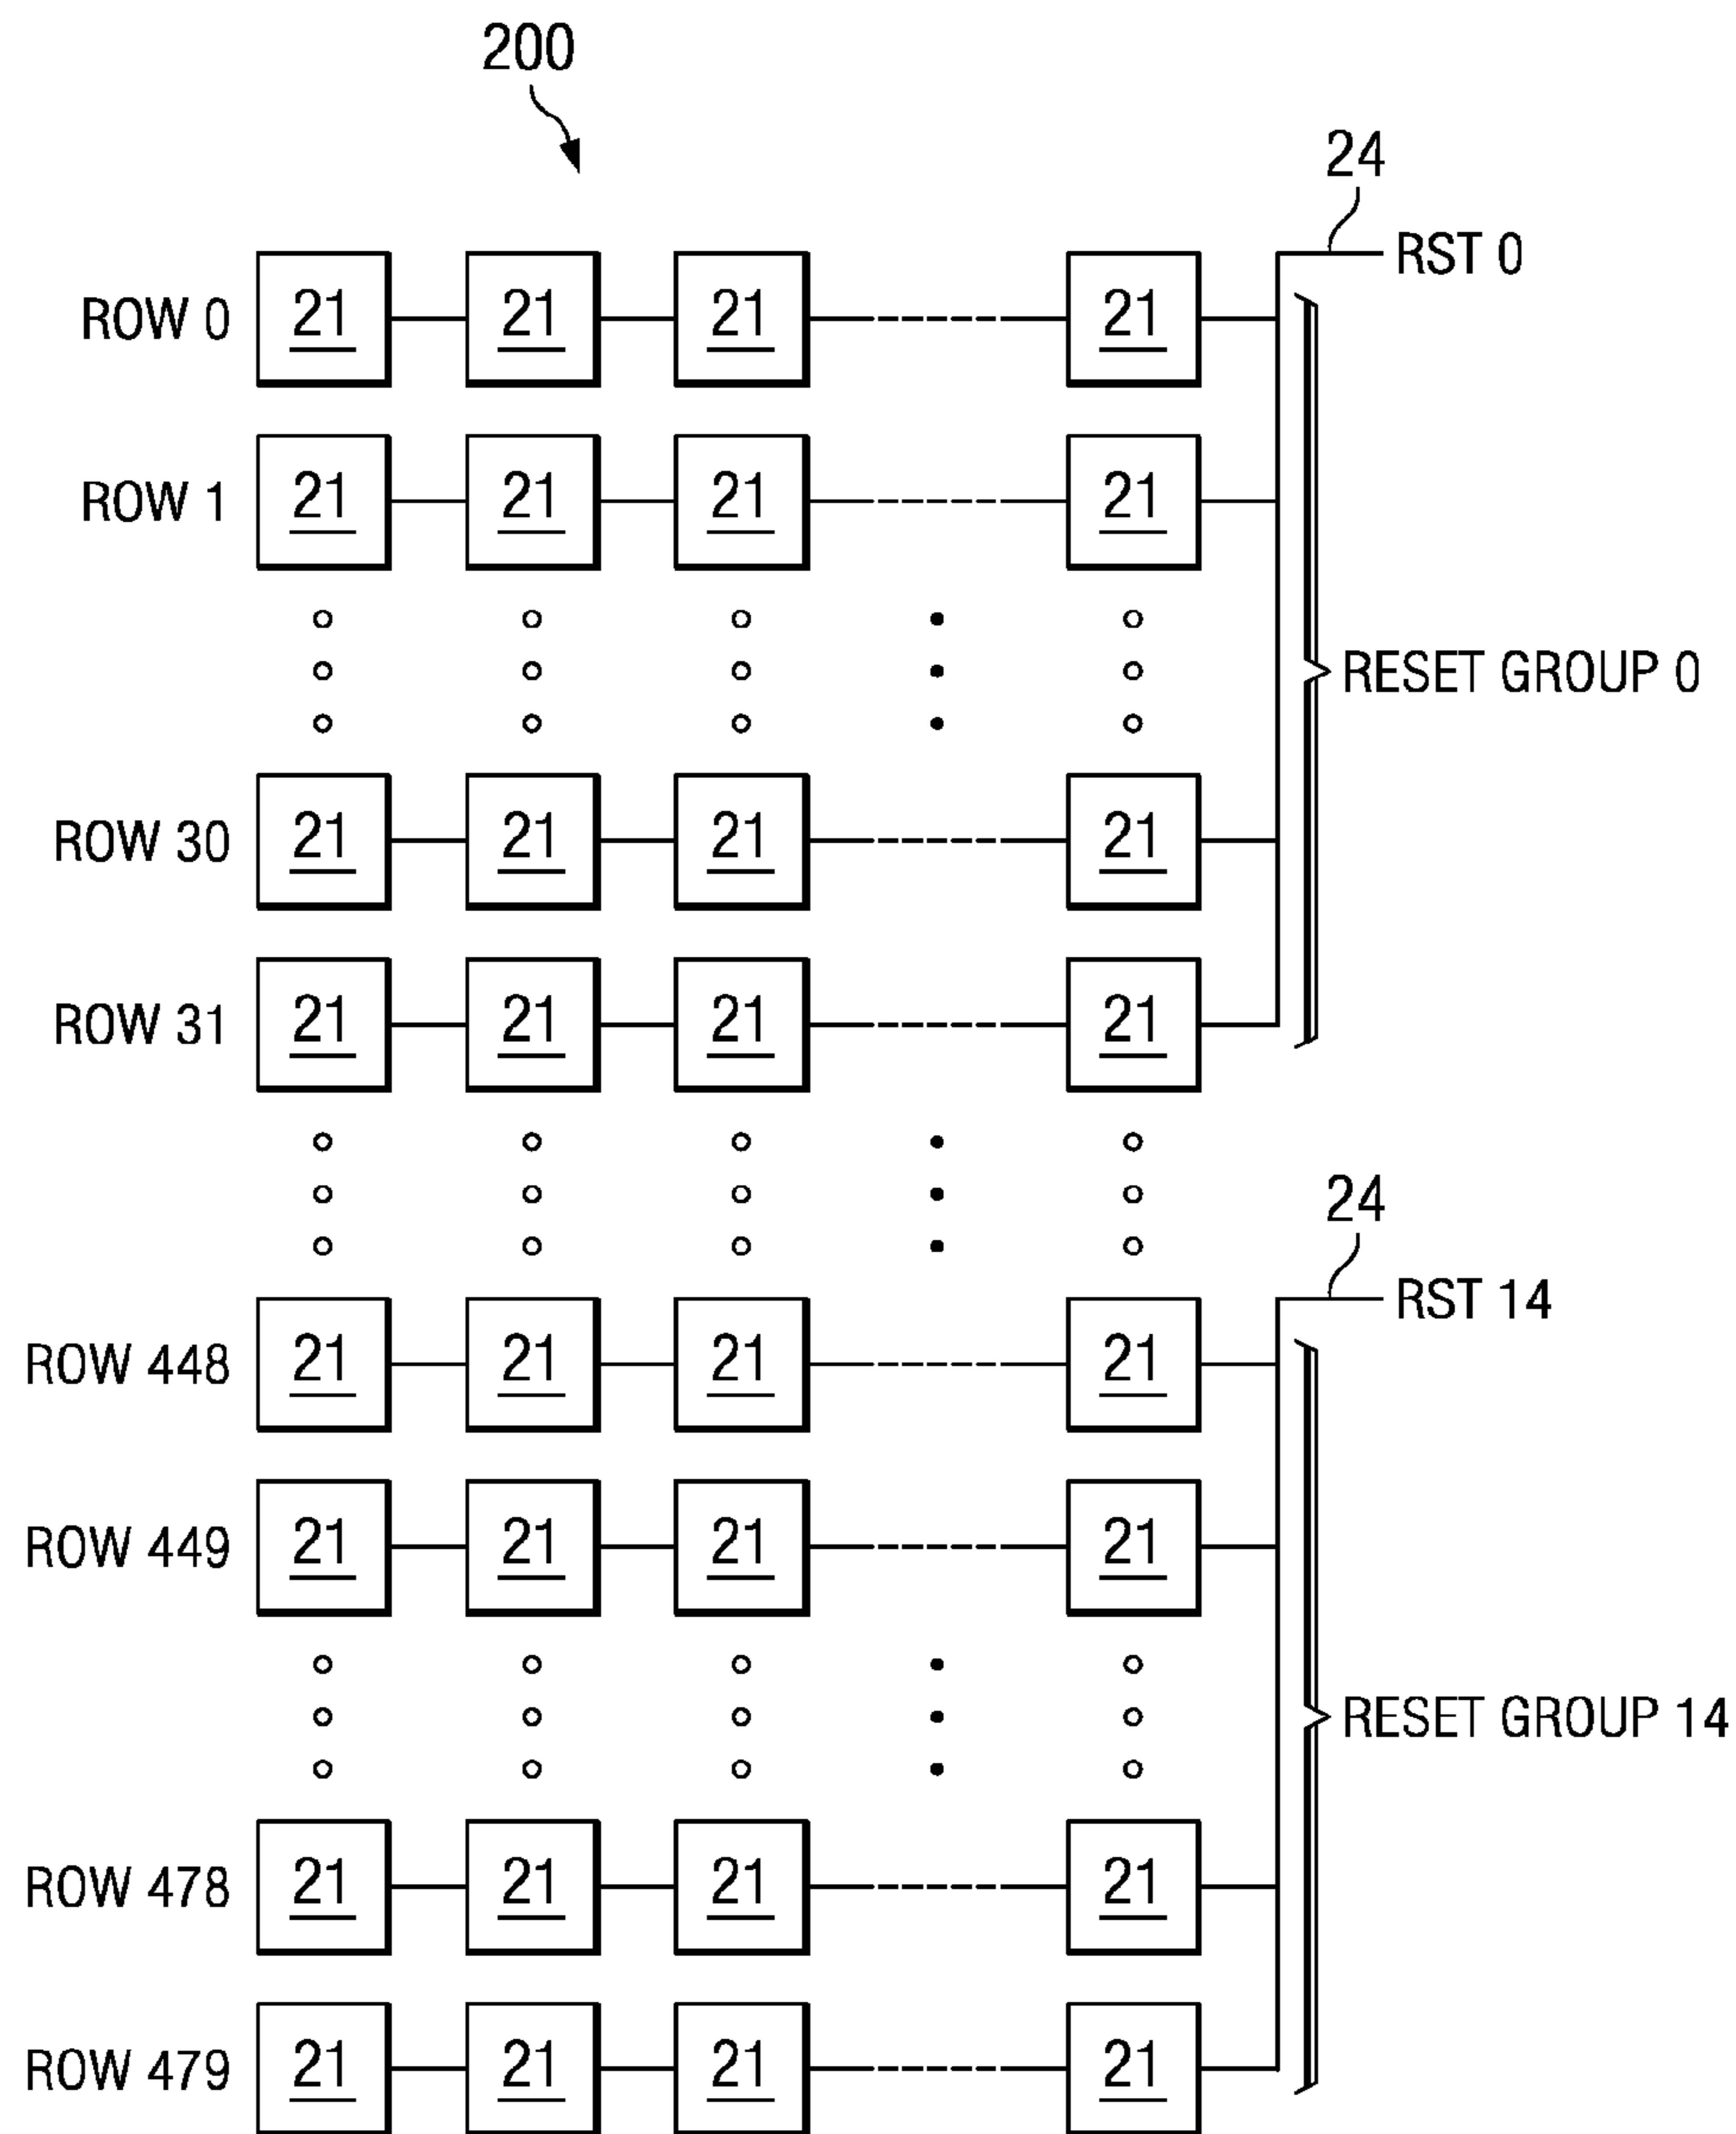 200
24
RST 0
ROW 0 21 21 21 21
ROW 1 21 21 21 21
RESET GROUP 0
ROW 30 21 21 21 21
ROW 31 21 21 21 21
24
RST 14
ROW 448 21 21 21 21
ROW 449 21 21 21 21
RESET GROUP 14
ROW 478 21 21 21 21
ROW 479 21 21 21 21